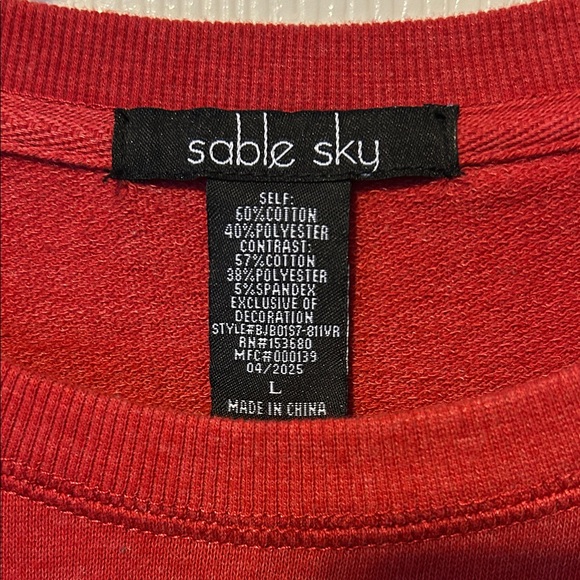 sable sky
SELF:
60%COTTON
40%POLYESTER
CONTRAST:
57%COTTON
38%POLYESTER
5%SPANDEX
EXCLUSIVE OF
DECORATION
STYLE#BJB01S7-811VR
RN#153680
MFC#000139
04/2025
L
MADE IN CHINA